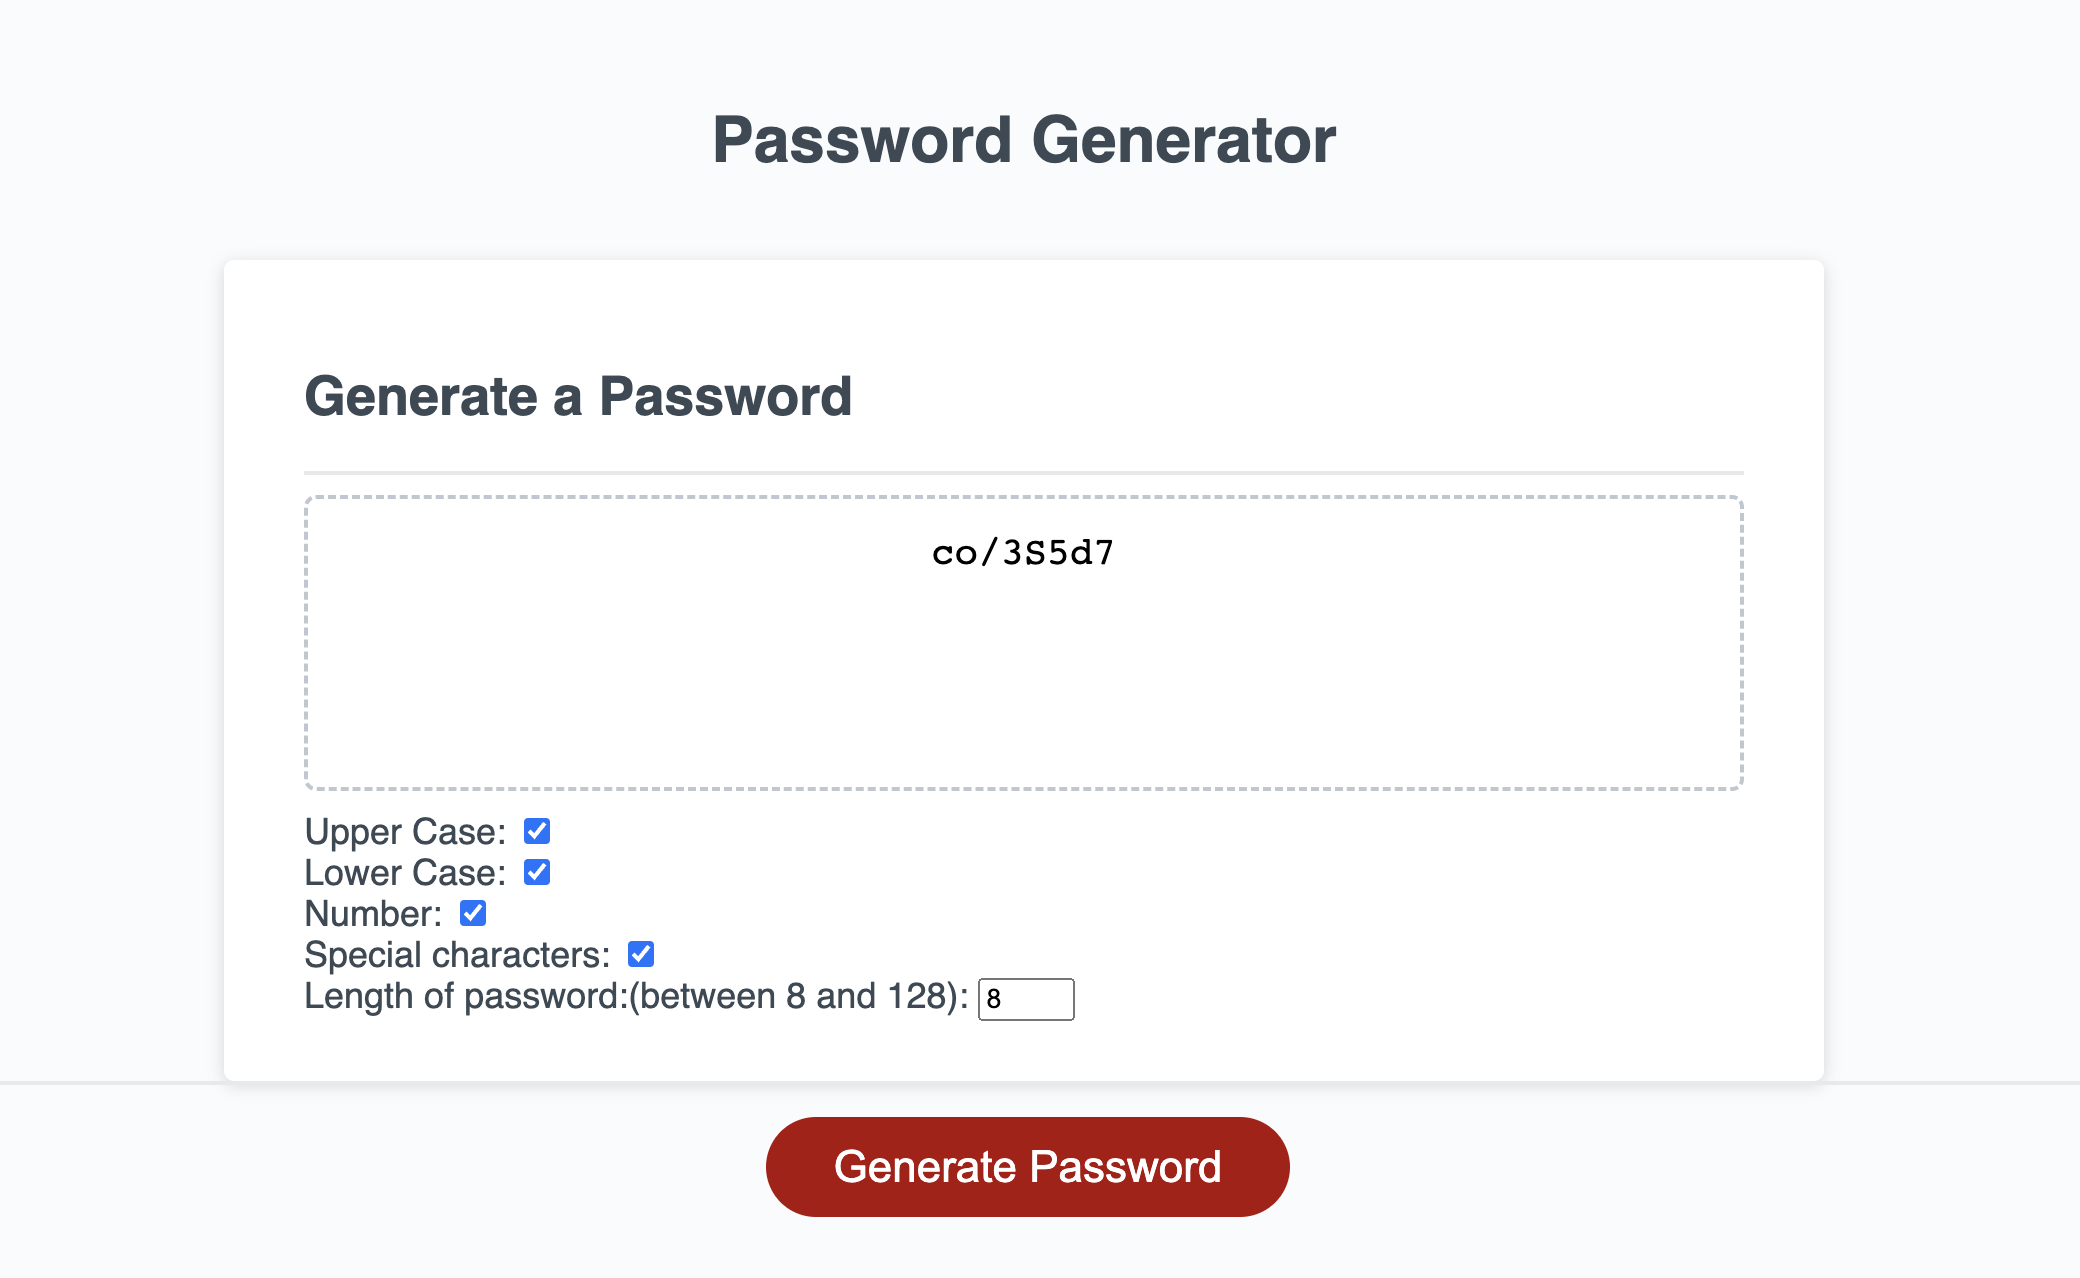 Password Generator
Generate a Password
co/3S5d7
Upper Case:
Lower Case:
Number:
Special characters:
Length of password:(between 8 and 128): 8
Generate Password